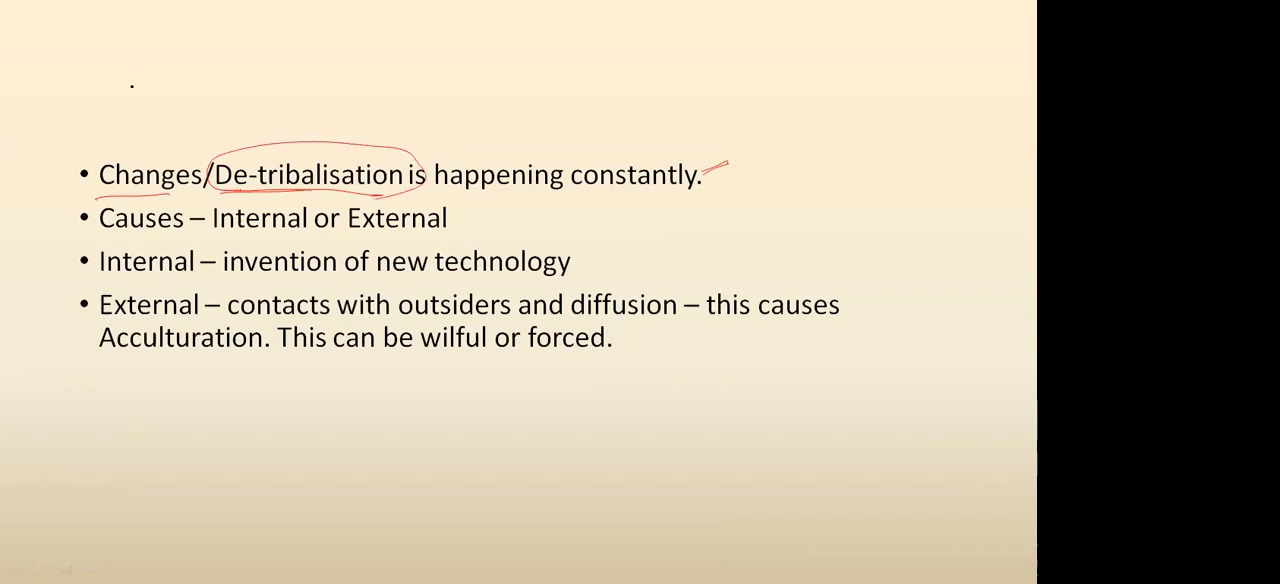 • Changes/De-tribalisation is happening constantly.
• Causes – Internal or External
• Internal – invention of new technology
• External – contacts with outsiders and diffusion – this causes
Acculturation. This can be wilful or forced.